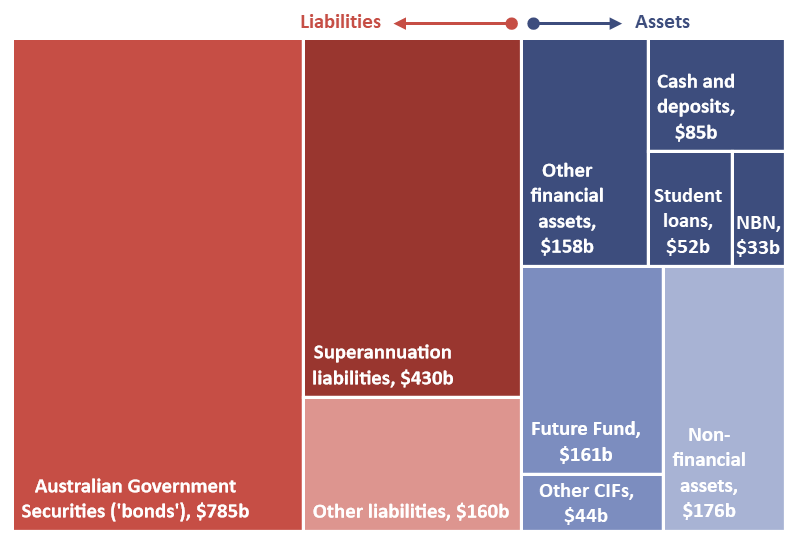 Liabilities
Assets
Australian Government
Securities ('bonds'), $785b
Superannuation
liabilities, $430b
Other liabilities, $160b
Other
financial
assets,
$158b
Cash and
deposits,
$85b
Student
loans,
$52b
NBN,
$33b
Future Fund,
$161b
Other CIFs,
$44b
Non-
financial
assets,
$176b